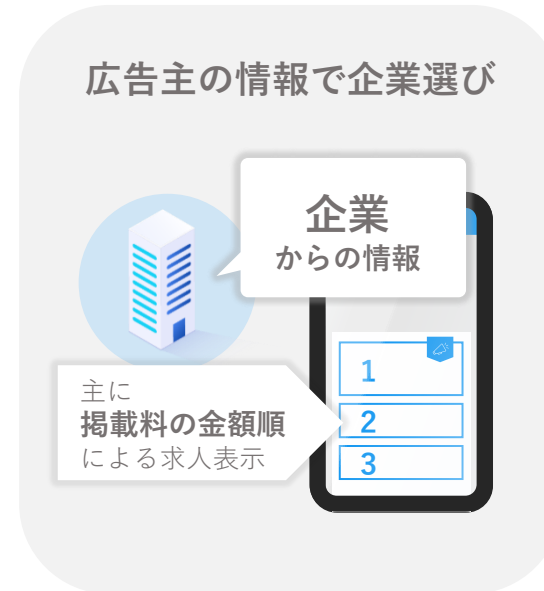 広告主の情報で企業選び
企業
からの情報
主に
掲載料の金額順
による求人表示
1
2
3